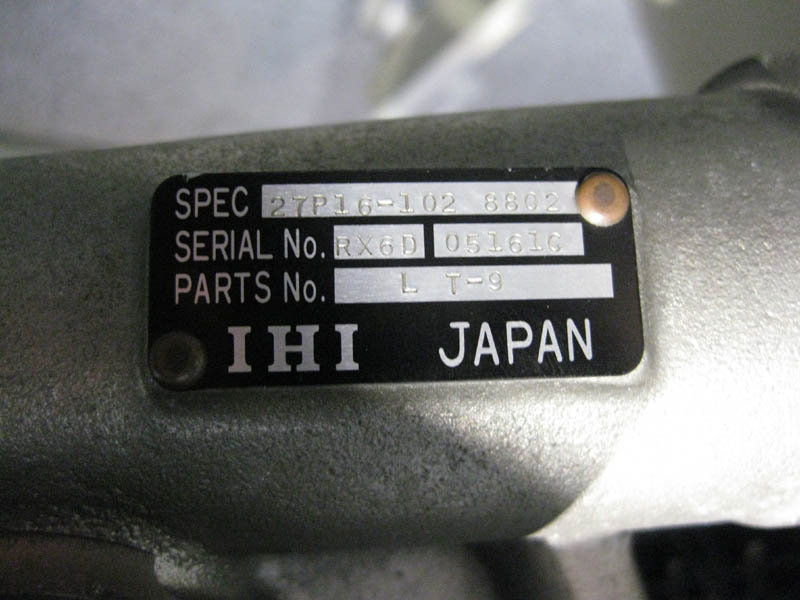 SPEC 27P16-102 8802
SERIAL No. RX6D 05161C
PARTS No. L T-9
IHI JAPAN